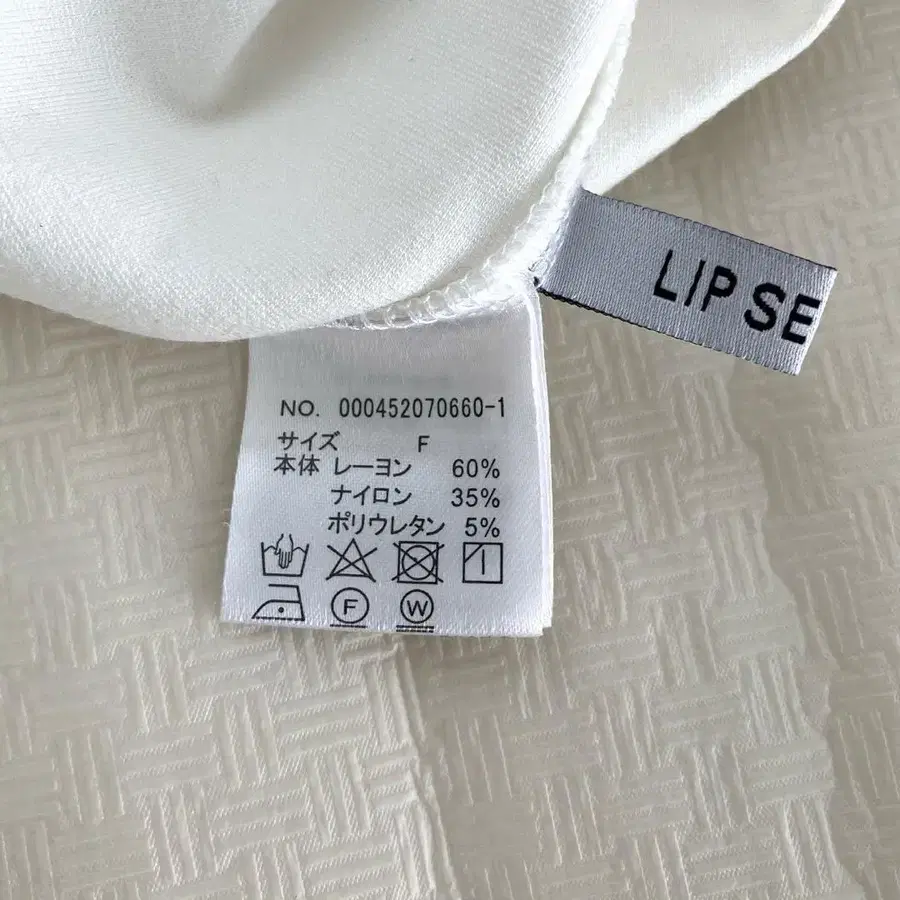 LIP SE
NO. 000452070660-1
サイズ F
本体 レーヨン 60%
ナイロン 35%
ポリウレタン 5%
F W